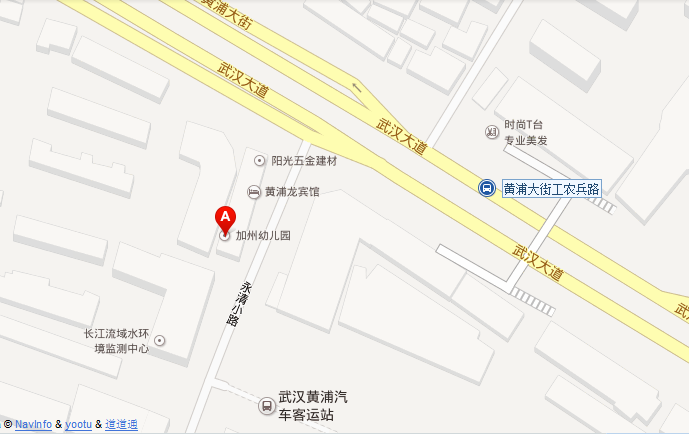 黄浦大街
武汉大道
武汉大道
时尚T台
专业美发
阳光五金建材
黄浦龙宾馆
黄浦大街工农兵路
A
加州幼儿园
武汉大道
永清小路
武汉
长江流域水环
境监测中心
武汉黄浦汽
车客运站
© NavInfo & yootu & 道道通